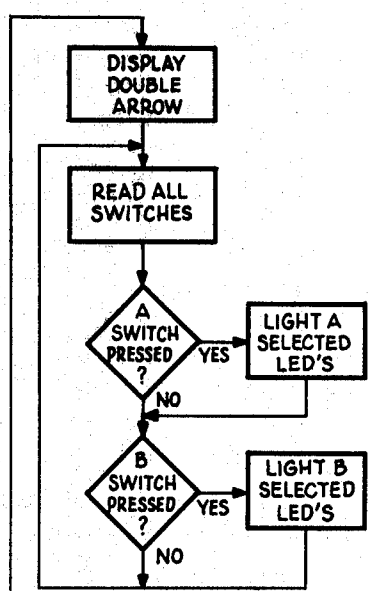 DISPLAY
DOUBLE
ARROW
READ ALL
SWITCHES
A
SWITCH
PRESSED
?
YES
LIGHT A
SELECTED
LED'S
NO
B
SWITCH
PRESSED
?
YES
LIGHT B
SELECTED
LED'S
NO